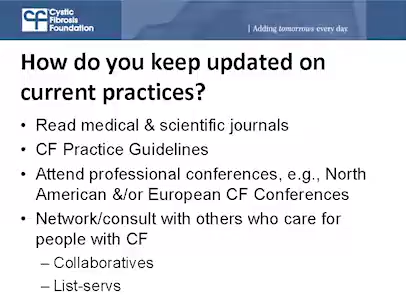 CF
Cystic
Fibrosis
Foundation
Adding tomorrows every day.
How do you keep updated on
current practices?
• Read medical & scientific journals
• CF Practice Guidelines
• Attend professional conferences, e.g., North
American &/or European CF Conferences
• Network/consult with others who care for
people with CF
– Collaboratives
– List-servs